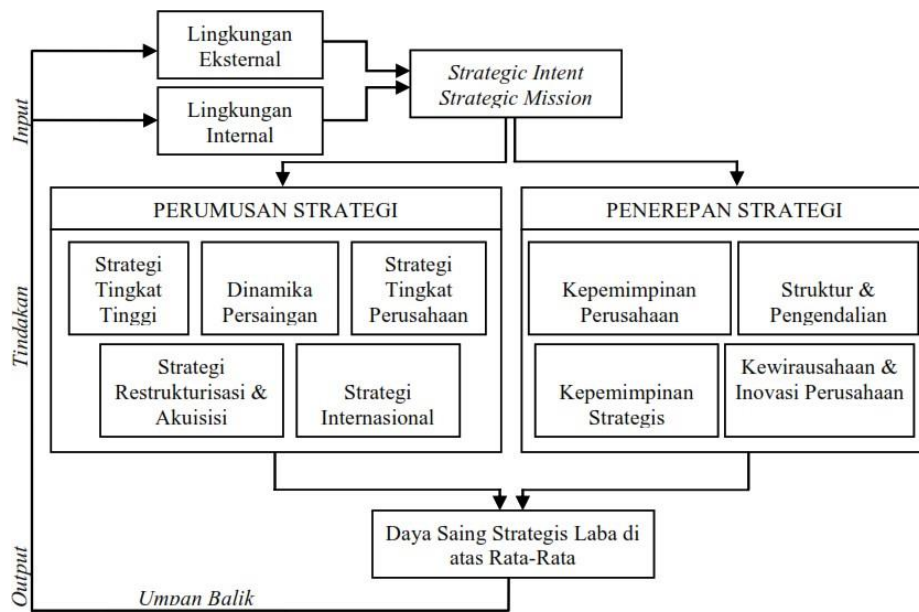 Lingkungan
Eksternal
Strategic Intent
Strategic Mission
Lingkungan
Internal
Input
PERUMUSAN STRATEGI
PENEREPAN STRATEGI
Strategi
Tingkat
Tinggi
Dinamika
Persaingan
Strategi
Tingkat
Perusahaan
Kepemimpinan
Perusahaan
Struktur &
Pengendalian
Tindakan
Strategi
Restrukturisasi &
Akuisisi
Strategi
Internasional
Kepemimpinan
Strategis
Kewirausahaan &
Inovasi Perusahaan
Daya Saing Strategis Laba di
atas Rata-Rata
Output
Umpan Balik